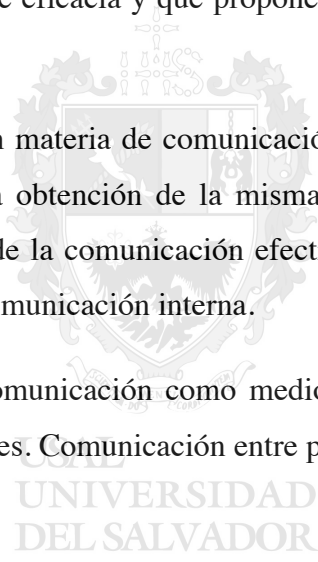 e eficacia y que propone
n materia de comunicació
obtención de la misma
de la comunicación efect
municación interna.
omunicación como medio
es. Comunicación entre p
USAL
UNIVERSIDAD
DEL SALVADOR